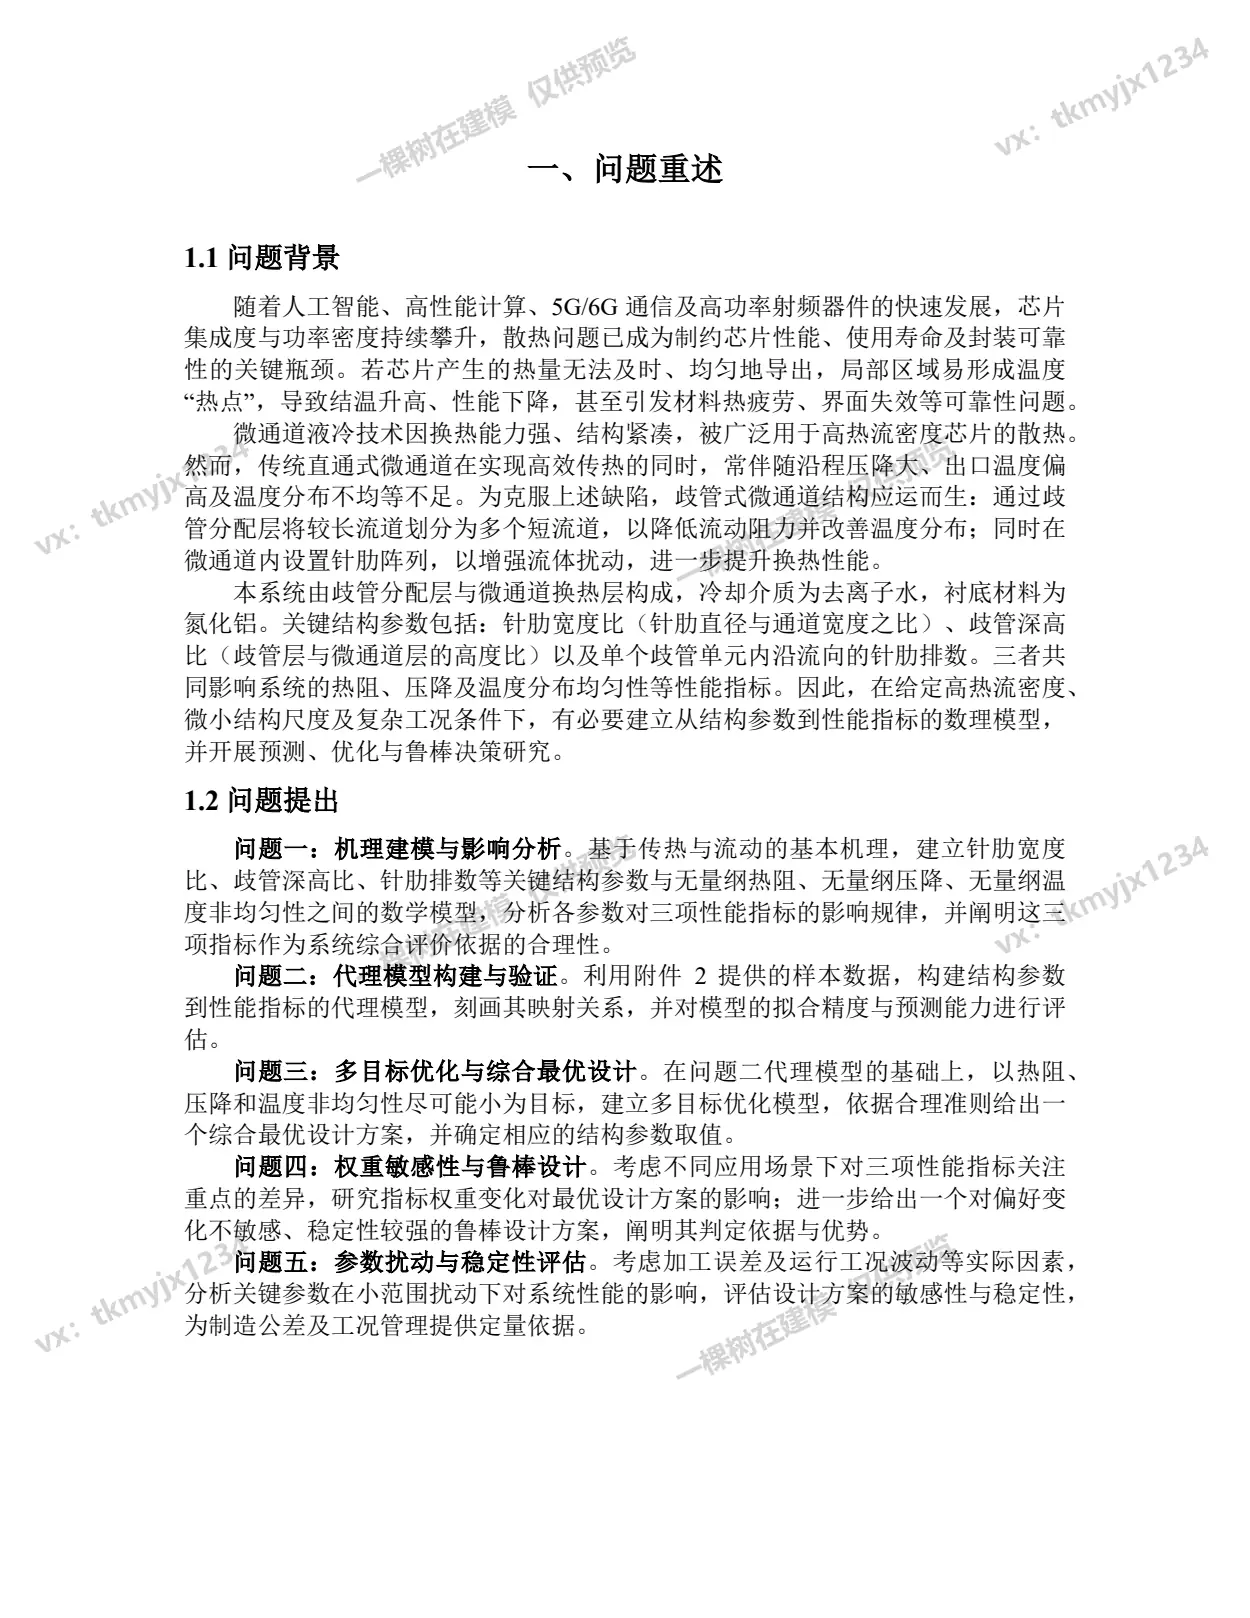 一棵树在建模 仅供预览
vx：tkmyjx1234
一、问题重述
1.1 问题背景
随着人工智能、高性能计算、5G/6G 通信及高功率射频器件的快速发展，芯片
集成度与功率密度持续攀升，散热问题已成为制约芯片性能、使用寿命及封装可靠
性的关键瓶颈。若芯片产生的热量无法及时、均匀地导出，局部区域易形成温度
“热点”，导致结温升高、性能下降，甚至引发材料热疲劳、界面失效等可靠性问题。
微通道液冷技术因换热能力强、结构紧凑，被广泛用于高热流密度芯片的散热。
然而，传统直通式微通道在实现高效传热的同时，常伴随沿程压降大、出口温度偏
高及温度分布不均等不足。为克服上述缺陷，歧管式微通道结构应运而生：通过歧
管分配层将较长流道划分为多个短流道，以降低流动阻力并改善温度分布；同时在
微通道内设置针肋阵列，以增强流体扰动，进一步提升换热性能。
vx：tkmyjx1234
一棵树在建模 仅供预览
本系统由歧管分配层与微通道换热层构成，冷却介质为去离子水，衬底材料为
氮化铝。关键结构参数包括：针肋宽度比（针肋直径与通道宽度之比）、歧管深高
比（歧管层与微通道层的高度比）以及单个歧管单元内沿流向的针肋排数。三者共
同影响系统的热阻、压降及温度分布均匀性等性能指标。因此，在给定高热流密度、
微小结构尺度及复杂工况条件下，有必要建立从结构参数到性能指标的数理模型，
并开展预测、优化与鲁棒决策研究。
1.2 问题提出
问题一：机理建模与影响分析。基于传热与流动的基本机理，建立针肋宽度
比、歧管深高比、针肋排数等关键结构参数与无量纲热阻、无量纲压降、无量纲温
度非均匀性之间的数学模型，分析各参数对三项性能指标的影响规律，并阐明这三
项指标作为系统综合评价依据的合理性。
一棵树在建模 仅供预览
vx：tkmyjx1234
问题二：代理模型构建与验证。利用附件 2 提供的样本数据，构建结构参数
到性能指标的代理模型，刻画其映射关系，并对模型的拟合精度与预测能力进行评
估。
问题三：多目标优化与综合最优设计。在问题二代理模型的基础上，以热阻、
压降和温度非均匀性尽可能小为目标，建立多目标优化模型，依据合理准则给出一
个综合最优设计方案，并确定相应的结构参数取值。
问题四：权重敏感性与鲁棒设计。考虑不同应用场景下对三项性能指标关注
重点的差异，研究指标权重变化对最优设计方案的影响；进一步给出一个对偏好变
化不敏感、稳定性较强的鲁棒设计方案，阐明其判定依据与优势。
问题五：参数扰动与稳定性评估。考虑加工误差及运行工况波动等实际因素，
分析关键参数在小范围扰动下对系统性能的影响，评估设计方案的敏感性与稳定性，
为制造公差及工况管理提供定量依据。
vx：tkmyjx1234
一棵树在建模 仅供预览